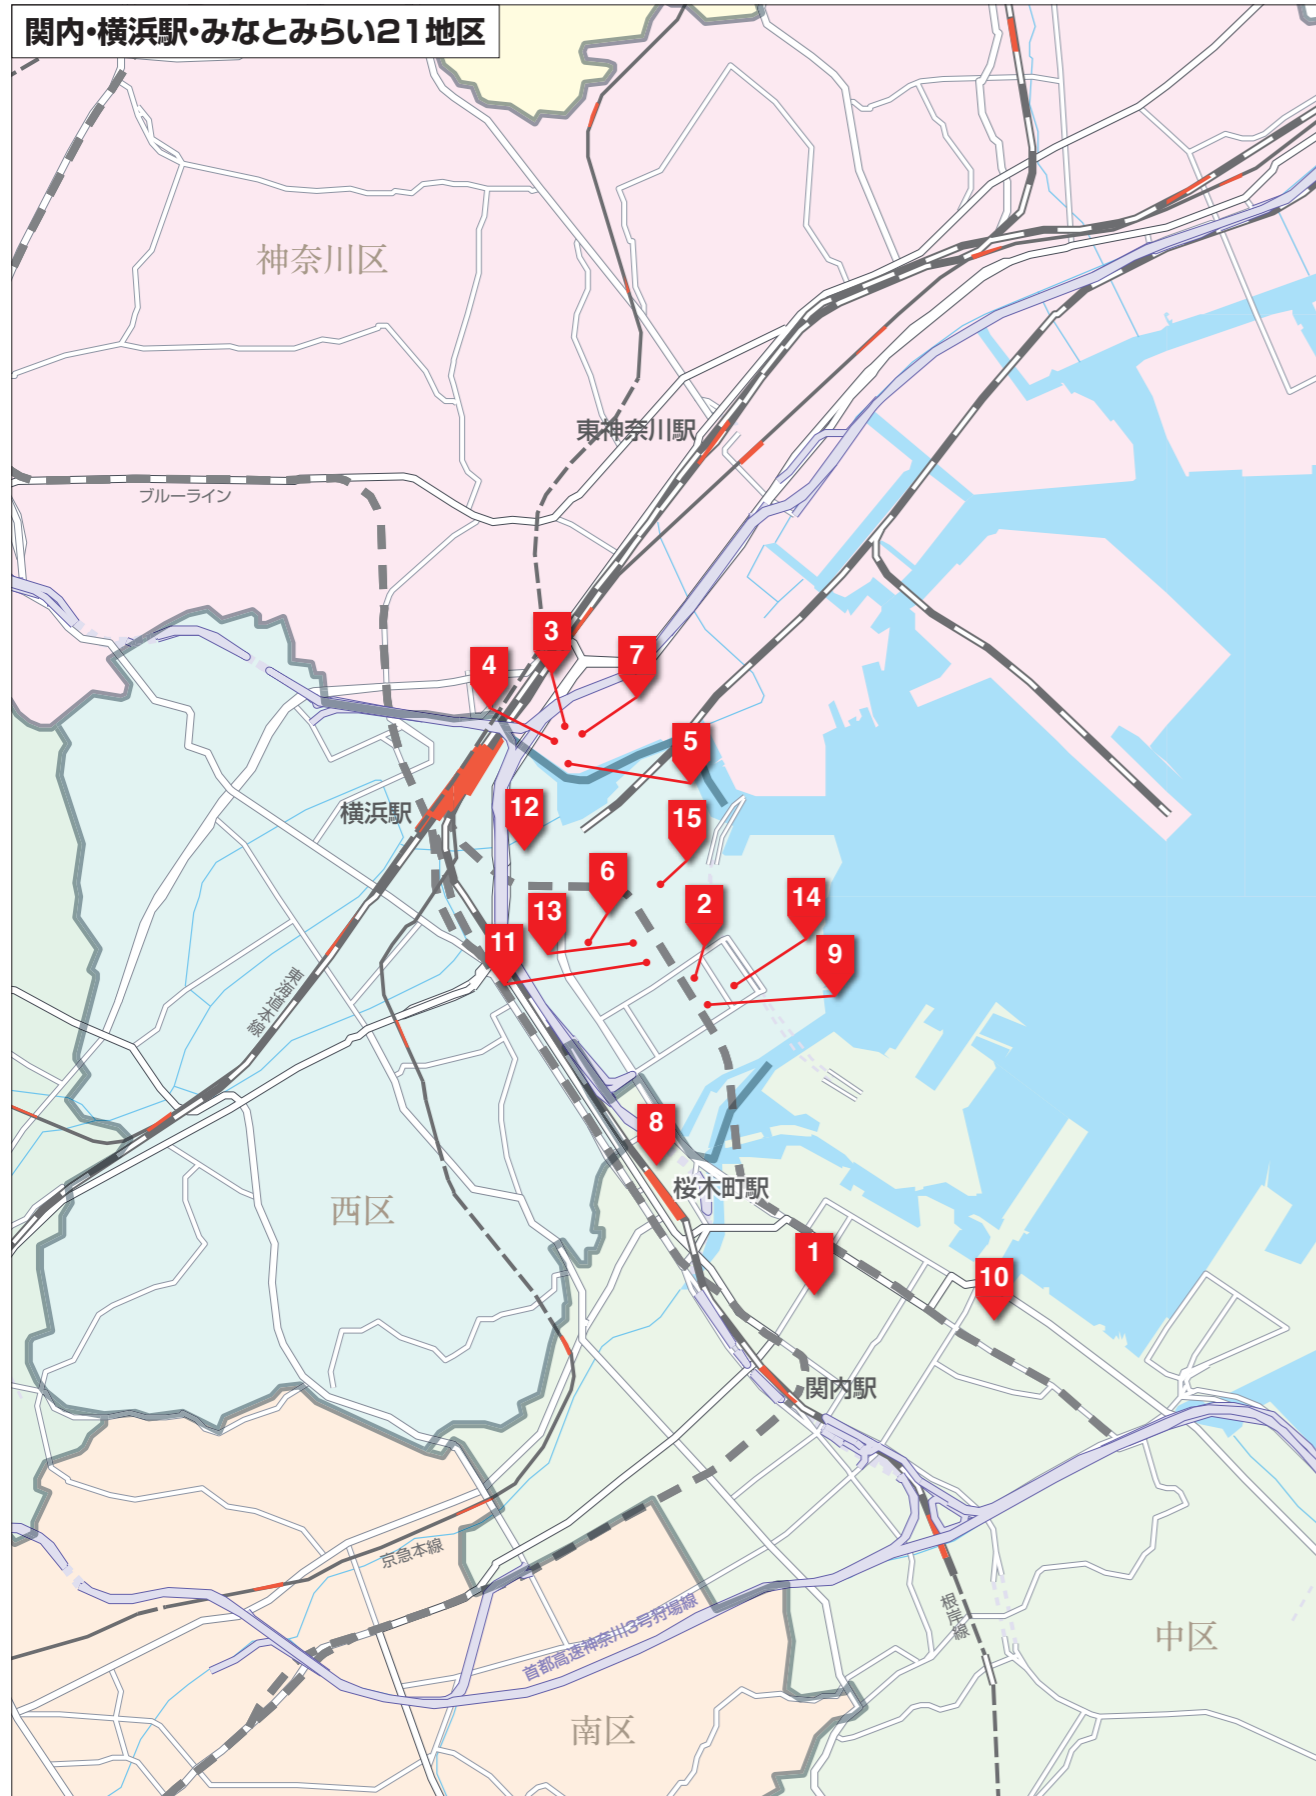 関内・横浜駅・みなとみらい21地区
神奈川区
東神奈川駅
ブルーライン
3
7
4
5
12
横浜駅
15
6
2
14
13
11
9
東海道本線
8
桜木町駅
西区
1
10
関内駅
京急本線
根岸線
首都高速神奈川3号狩場線
中区
南区